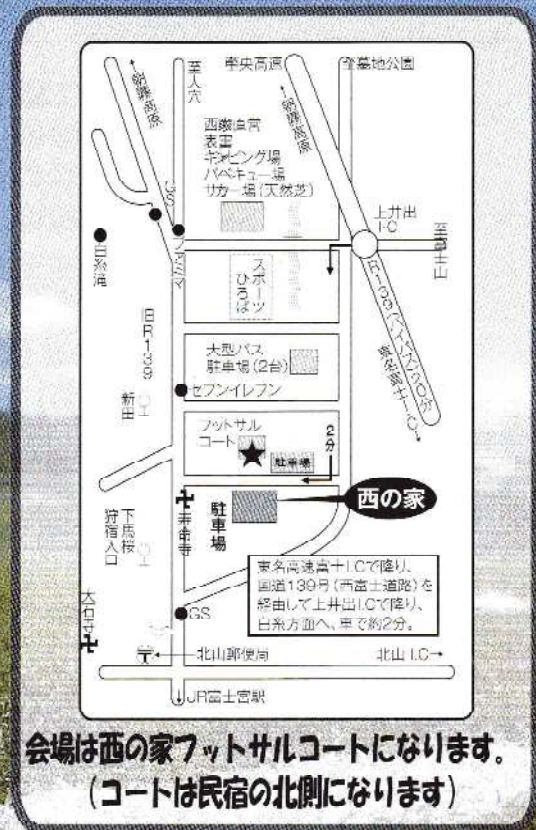 中央高速
至墓地公園
至人穴
朝霧高原
朝霧高原
西家直営
表富士
キャンピング場
バーベキュー場
サッカー場(天然芝)
GS
上井出
I.C
至富士山
白糸滝
ファミマ
スポーツ
ひろば
R139(バイパス)20分
東名富士I.C
旧R139
大型バス
駐車場(2台)
セブンイレブン
新田
フットサル
コート
駐車場
2分
西の家
駐車場
寿命寺
下馬桜
狩宿入口
東名高速富士I.Cで降り、
国道139号(西富士道路)を
経由して上井出I.Cで降り、
白糸方面へ、車で約2分。
大石寺
GS
北山郵便局
北山I.C
JR富士宮駅
会場は西の家フットサルコートになります。
(コートは民宿の北側になります)